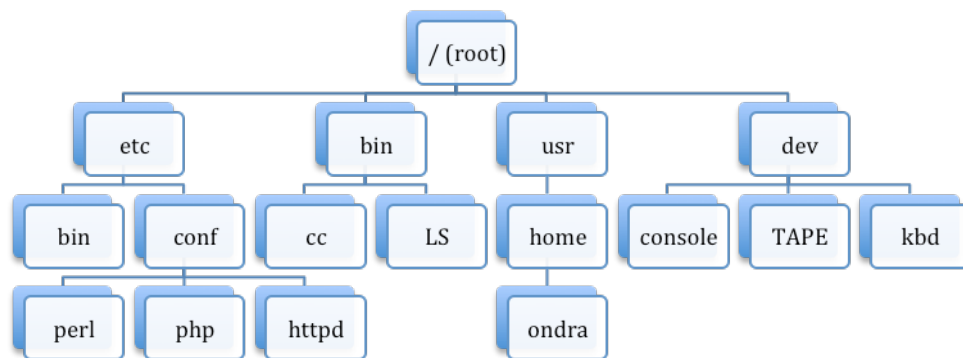 / (root)
etc bin usr dev
bin conf cc LS home console TAPE kbd
perl php httpd ondra